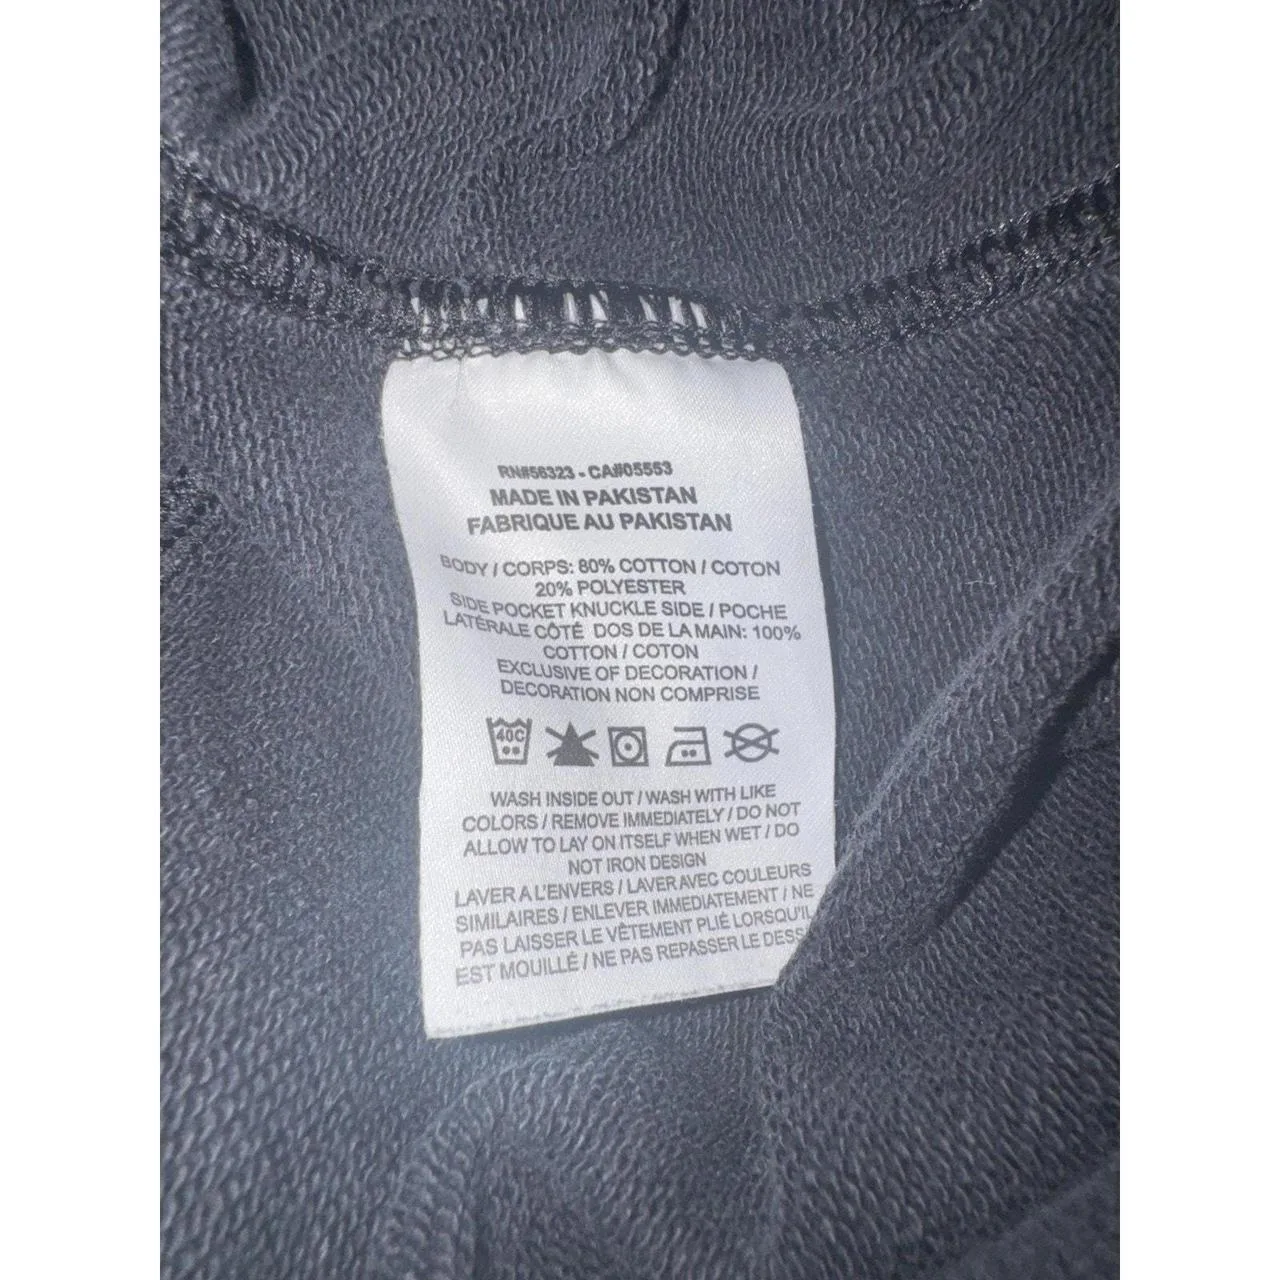 RN#56323 - CA#05553
MADE IN PAKISTAN
FABRIQUE AU PAKISTAN
BODY / CORPS: 80% COTTON / COTON
20% POLYESTER
SIDE POCKET KNUCKLE SIDE / POCHE
LATÉRALE CÔTÉ DOS DE LA MAIN: 100%
COTTON / COTON
EXCLUSIVE OF DECORATION /
DECORATION NON COMPRISE
40C
WASH INSIDE OUT / WASH WITH LIKE
COLORS / REMOVE IMMEDIATELY / DO NOT
ALLOW TO LAY ON ITSELF WHEN WET / DO
NOT IRON DESIGN
LAVER A L'ENVERS / LAVER AVEC COULEURS
SIMILAIRES / ENLEVER IMMEDIATEMENT / NE
PAS LAISSER LE VÊTEMENT PLIÉ LORSQU'IL
EST MOUILLÉ / NE PAS REPASSER LE DESS